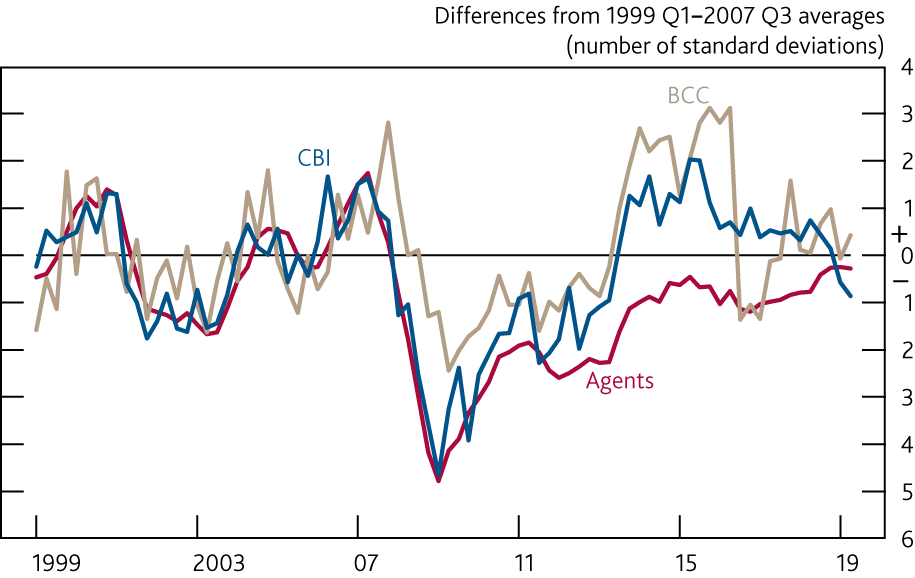 Differences from 1999 Q1–2007 Q3 averages
(number of standard deviations)
4
BCC
3
CBI
2
1
+
0
–
1
2
Agents
3
4
5
6
1999 2003 07 11 15 19